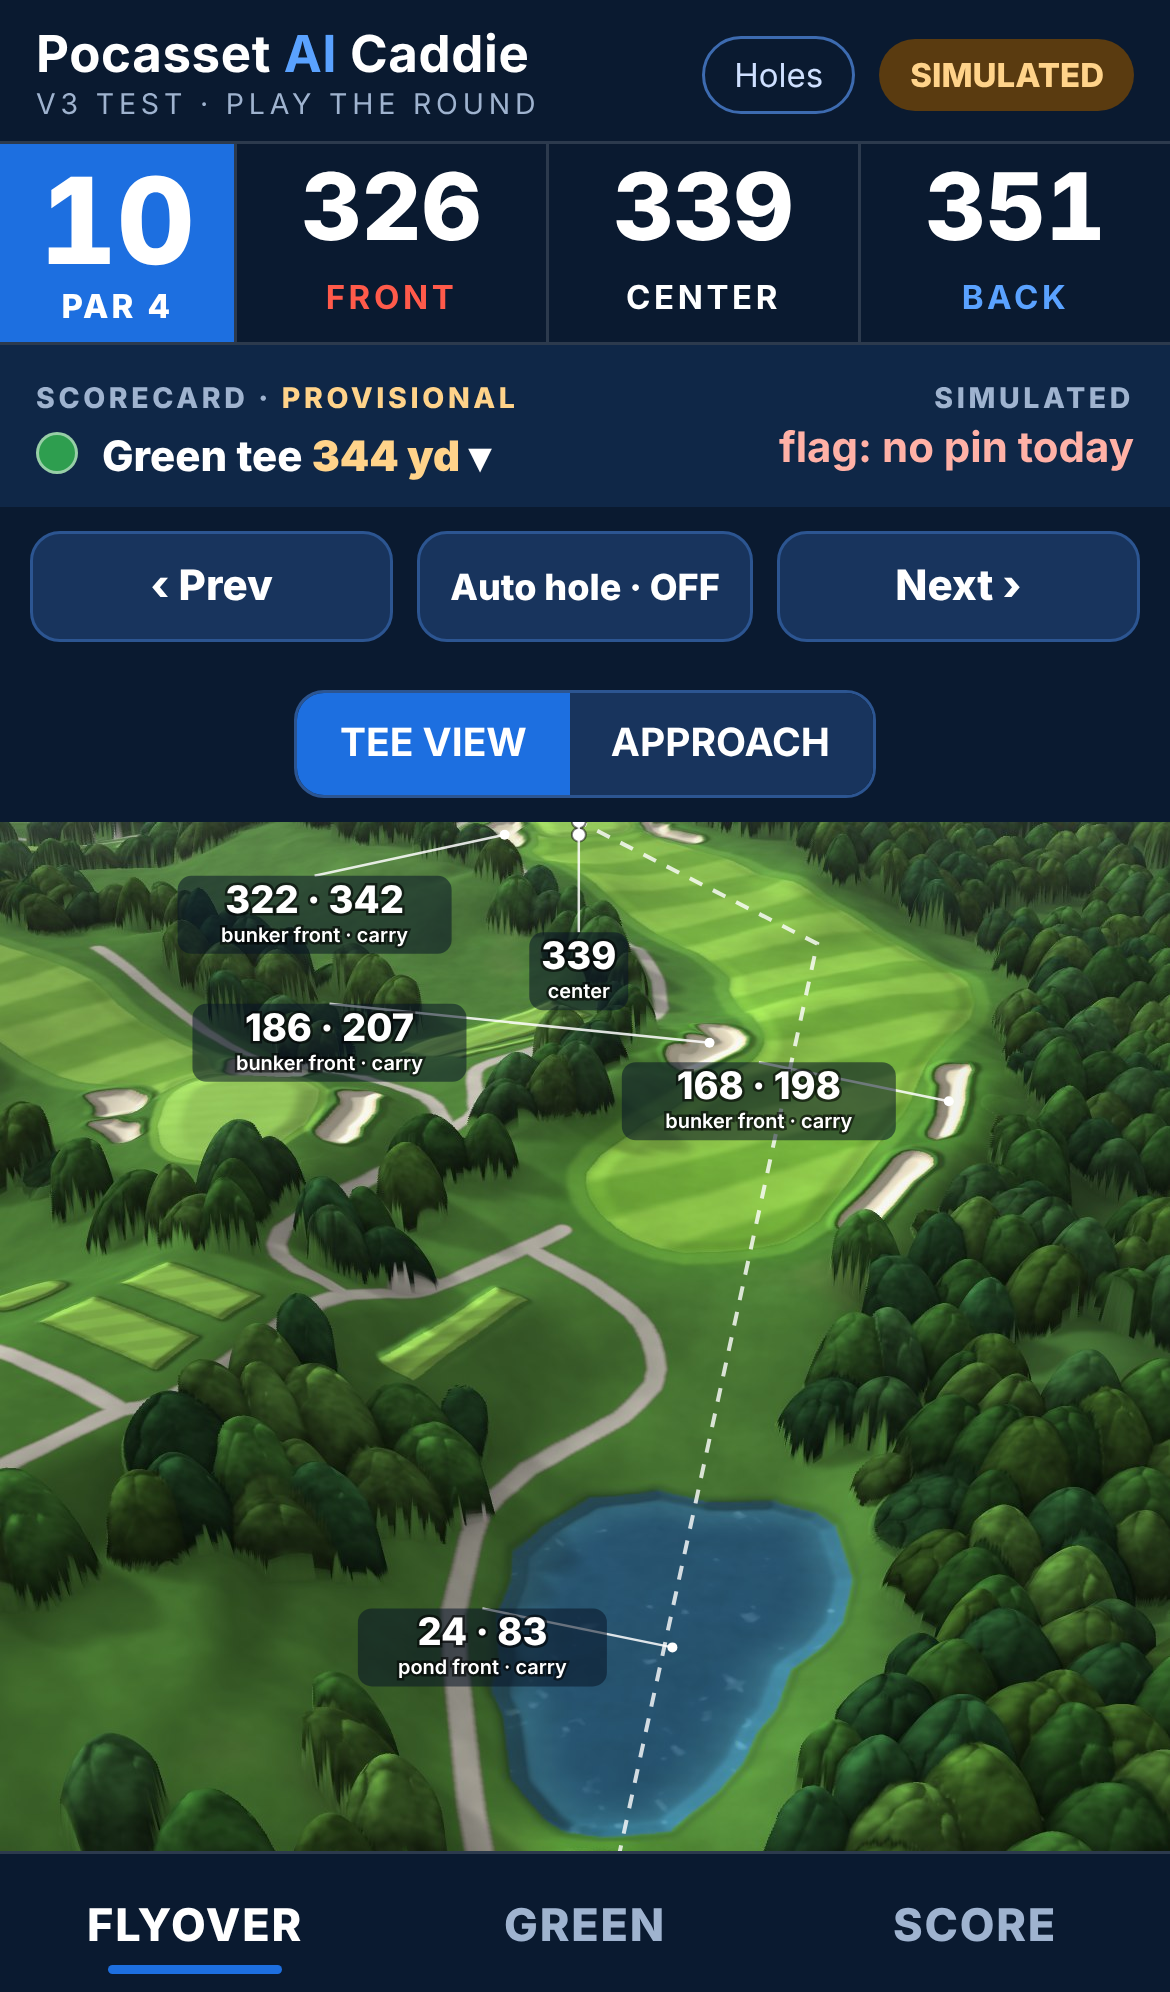 Pocasset AI Caddie
V3 TEST · PLAY THE ROUND
Holes
SIMULATED
10
PAR 4
326
FRONT
339
CENTER
351
BACK
SCORECARD · PROVISIONAL
Green tee 344 yd ▾
SIMULATED
flag: no pin today
‹ Prev
Auto hole · OFF
Next ›
TEE VIEW
APPROACH
322 · 342
bunker front · carry
339
center
186 · 207
bunker front · carry
168 · 198
bunker front · carry
24 · 83
pond front · carry
FLYOVER
GREEN
SCORE